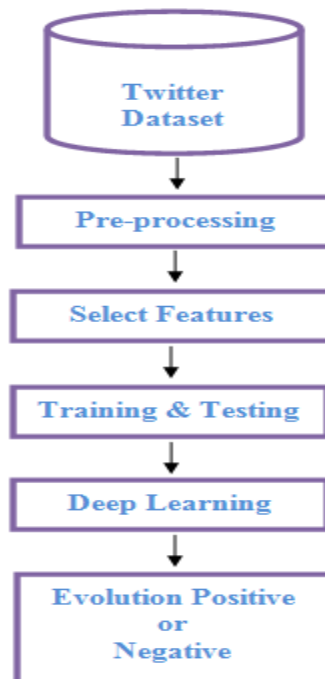 Twitter
Dataset
Pre-processing
Select Features
Training & Testing
Deep Learning
Evolution Positive
or
Negative